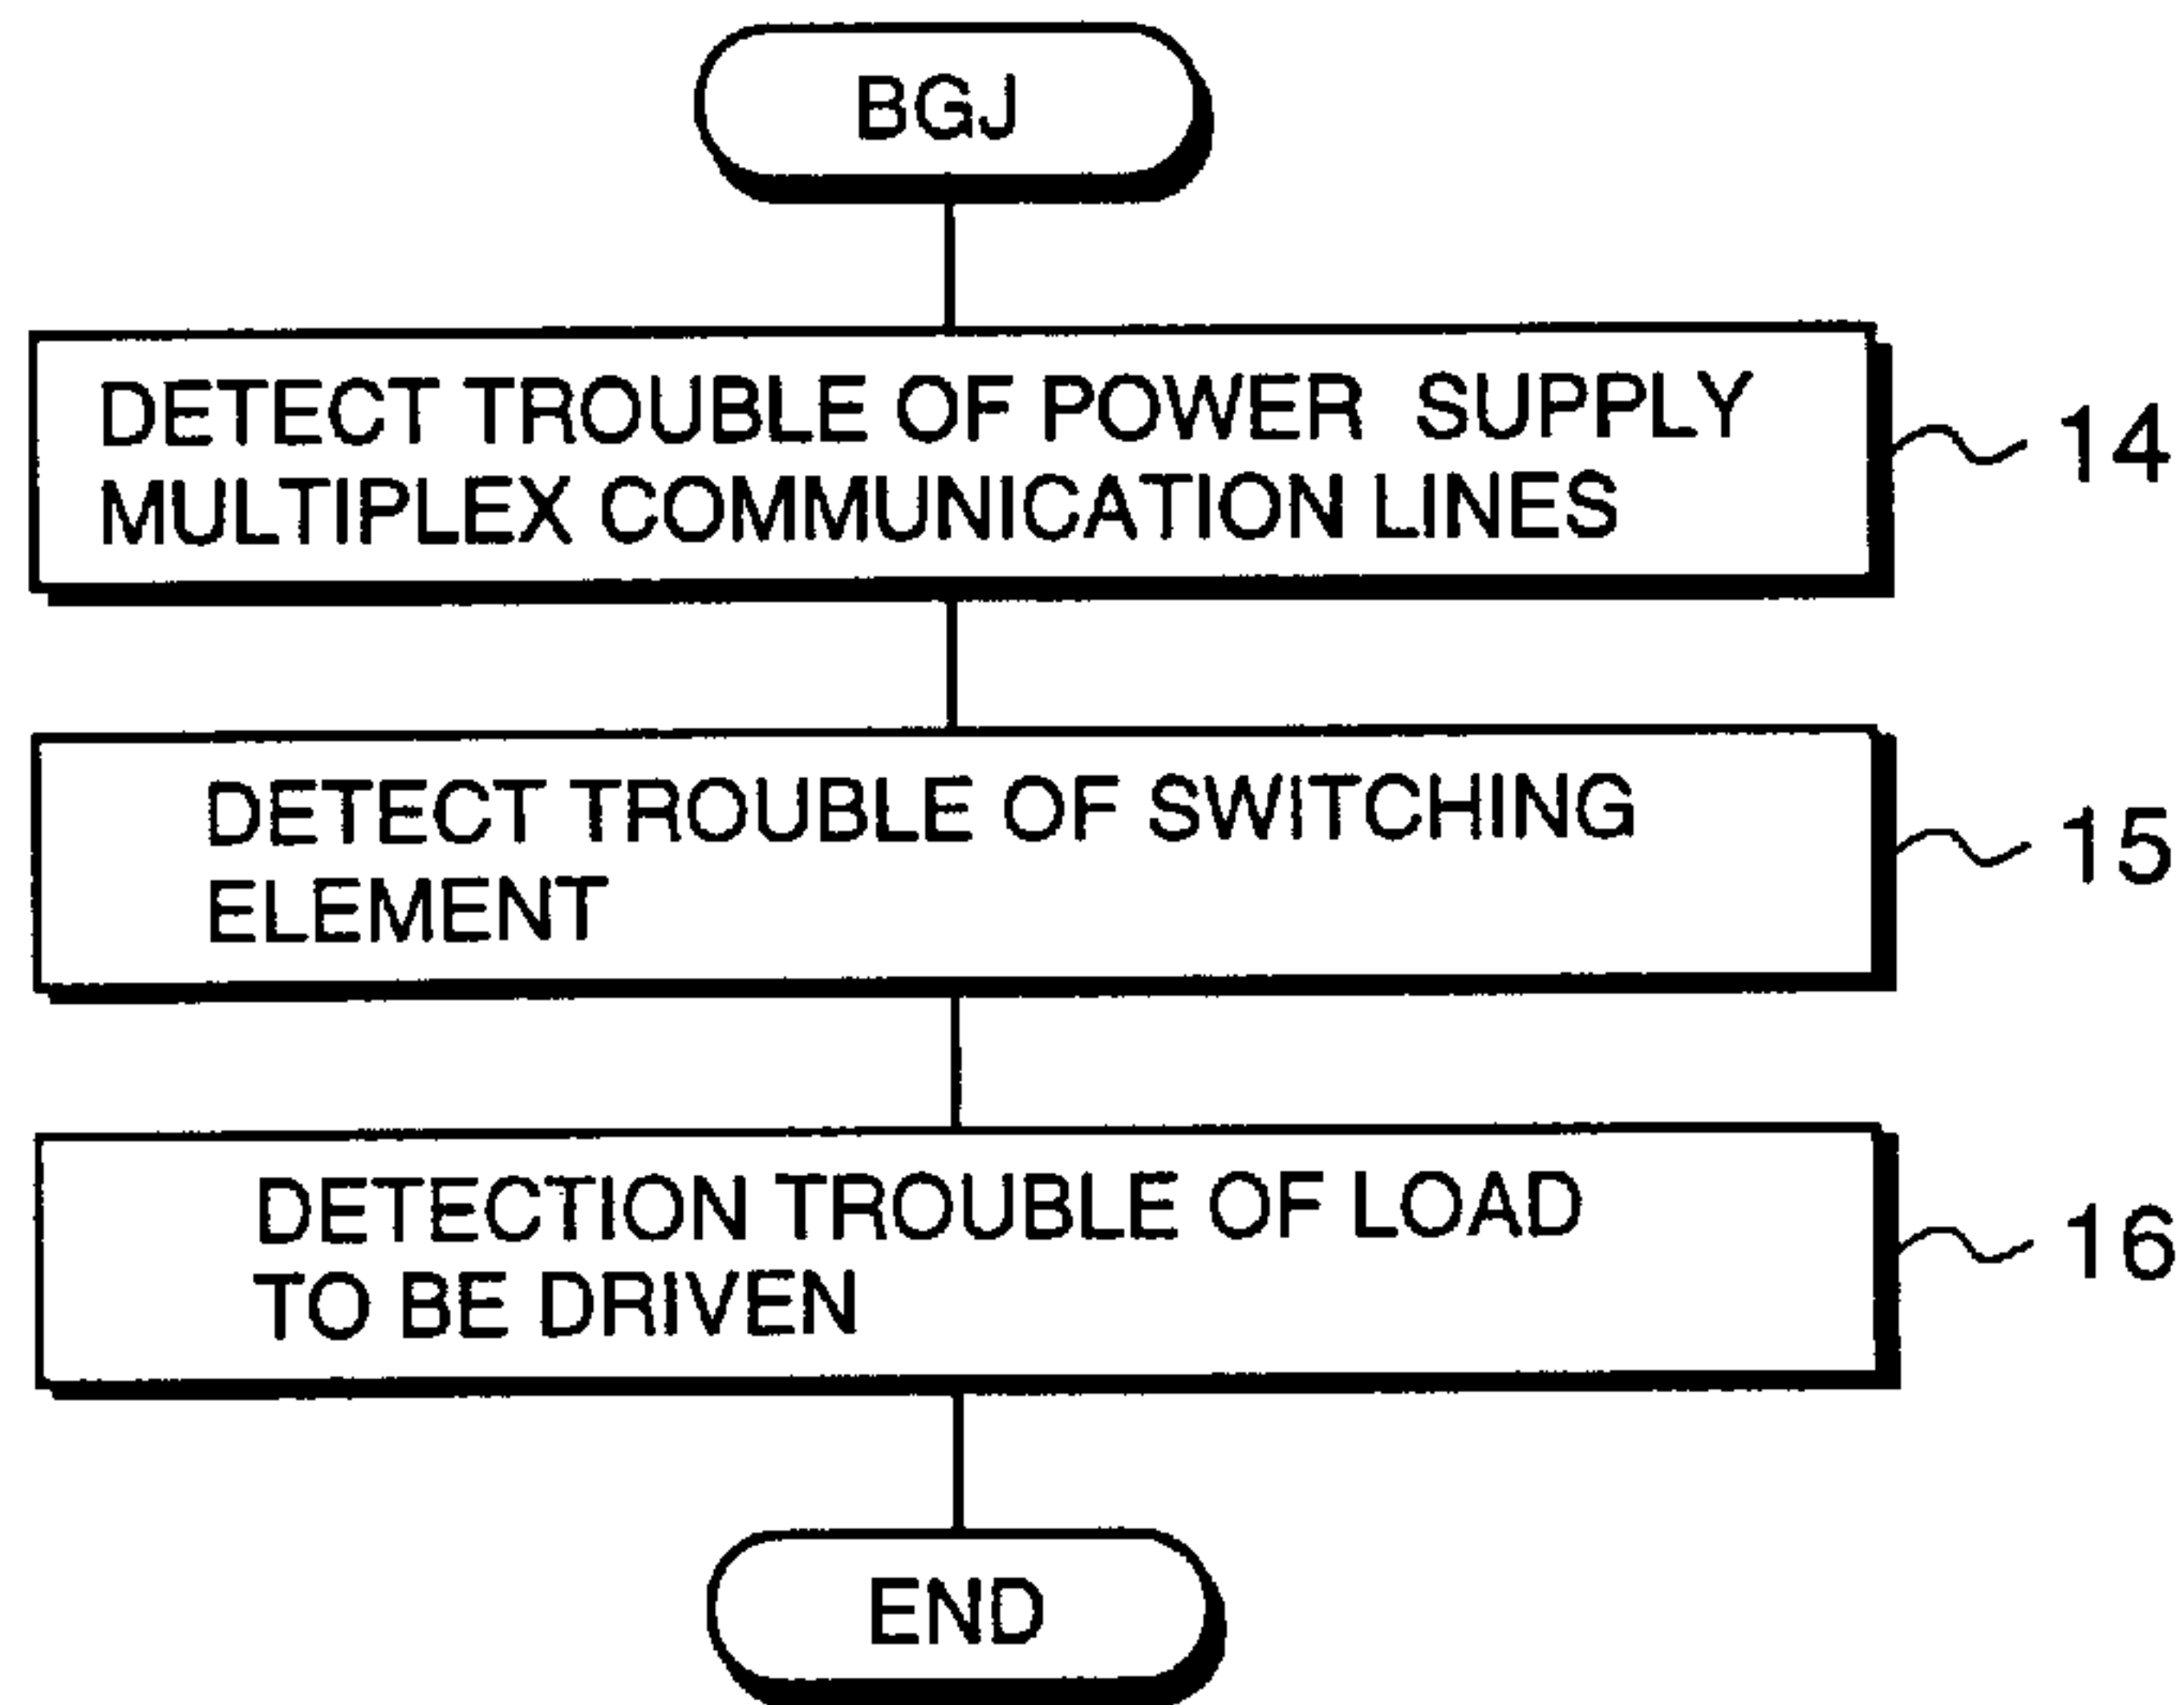 BGJ
DETECT TROUBLE OF POWER SUPPLY
MULTIPLEX COMMUNICATION LINES
14
DETECT TROUBLE OF SWITCHING
ELEMENT
15
DETECTION TROUBLE OF LOAD
TO BE DRIVEN
16
END